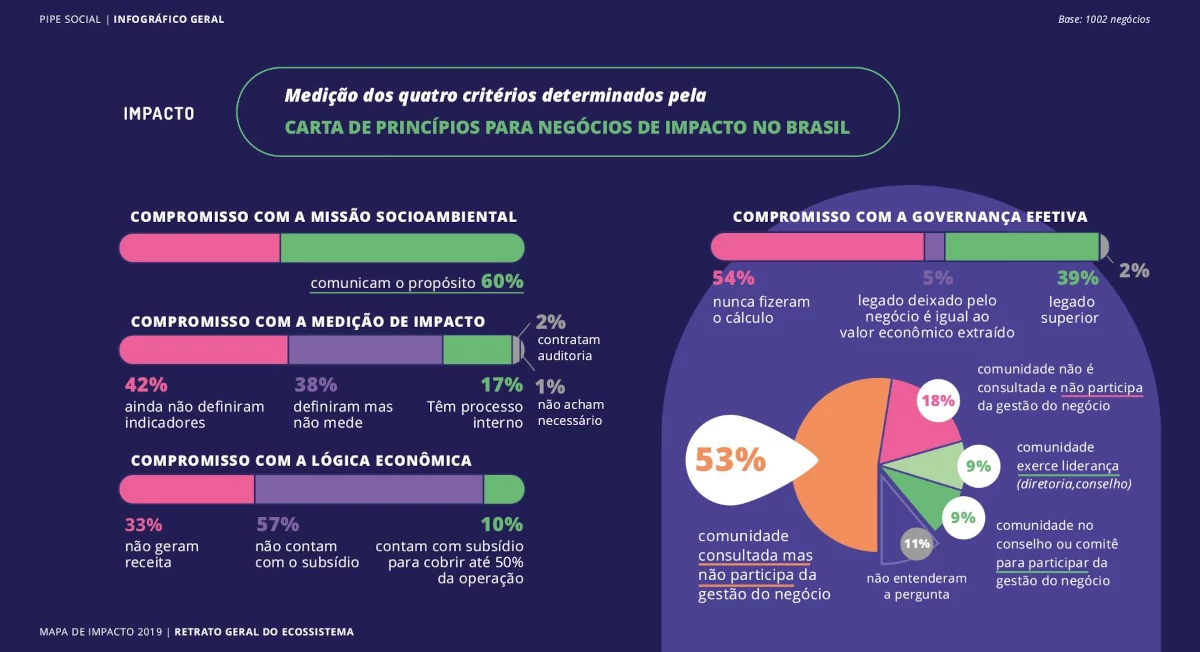 PIPE SOCIAL | INFOGRÁFICO GERAL
Base: 1002 negócios
IMPACTO
Medição dos quatro critérios determinados pela
CARTA DE PRINCÍPIOS PARA NEGÓCIOS DE IMPACTO NO BRASIL
COMPROMISSO COM A MISSÃO SOCIOAMBIENTAL
comunicam o propósito 60%
COMPROMISSO COM A MEDIÇÃO DE IMPACTO
2%
contratam
auditoria
42%
ainda não definiram
indicadores
38%
definiram mas
não mede
17%
Têm processo
interno
1%
não acham
necessário
COMPROMISSO COM A LÓGICA ECONÔMICA
33%
não geram
receita
57%
não contam
com o subsídio
10%
contam com subsídio
para cobrir até 50%
da operação
COMPROMISSO COM A GOVERNANÇA EFETIVA
54%
nunca fizeram
o cálculo
5%
legado deixado pelo
negócio é igual ao
valor econômico extraído
39%
legado
superior
2%
53%
comunidade
consultada mas
não participa da
gestão do negócio
18%
comunidade não é
consultada e não participa
da gestão do negócio
9%
comunidade
exerce liderança
(diretoria,conselho)
9%
comunidade no
conselho ou comitê
para participar da
gestão do negócio
11%
não entenderam
a pergunta
MAPA DE IMPACTO 2019 | RETRATO GERAL DO ECOSSISTEMA